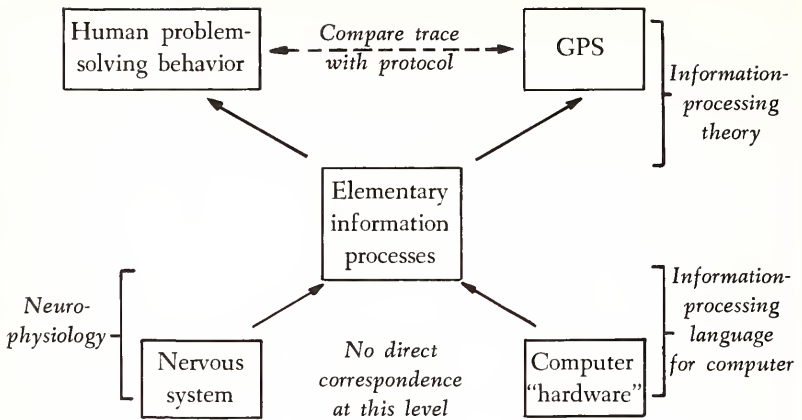 Human problem-
solving behavior
Compare trace
with protocol
GPS
Information-
processing
theory
Elementary
information
processes
Neuro-
physiology
Nervous
system
No direct
correspondence
at this level
Computer
"hardware"
Information-
processing
language
for computer